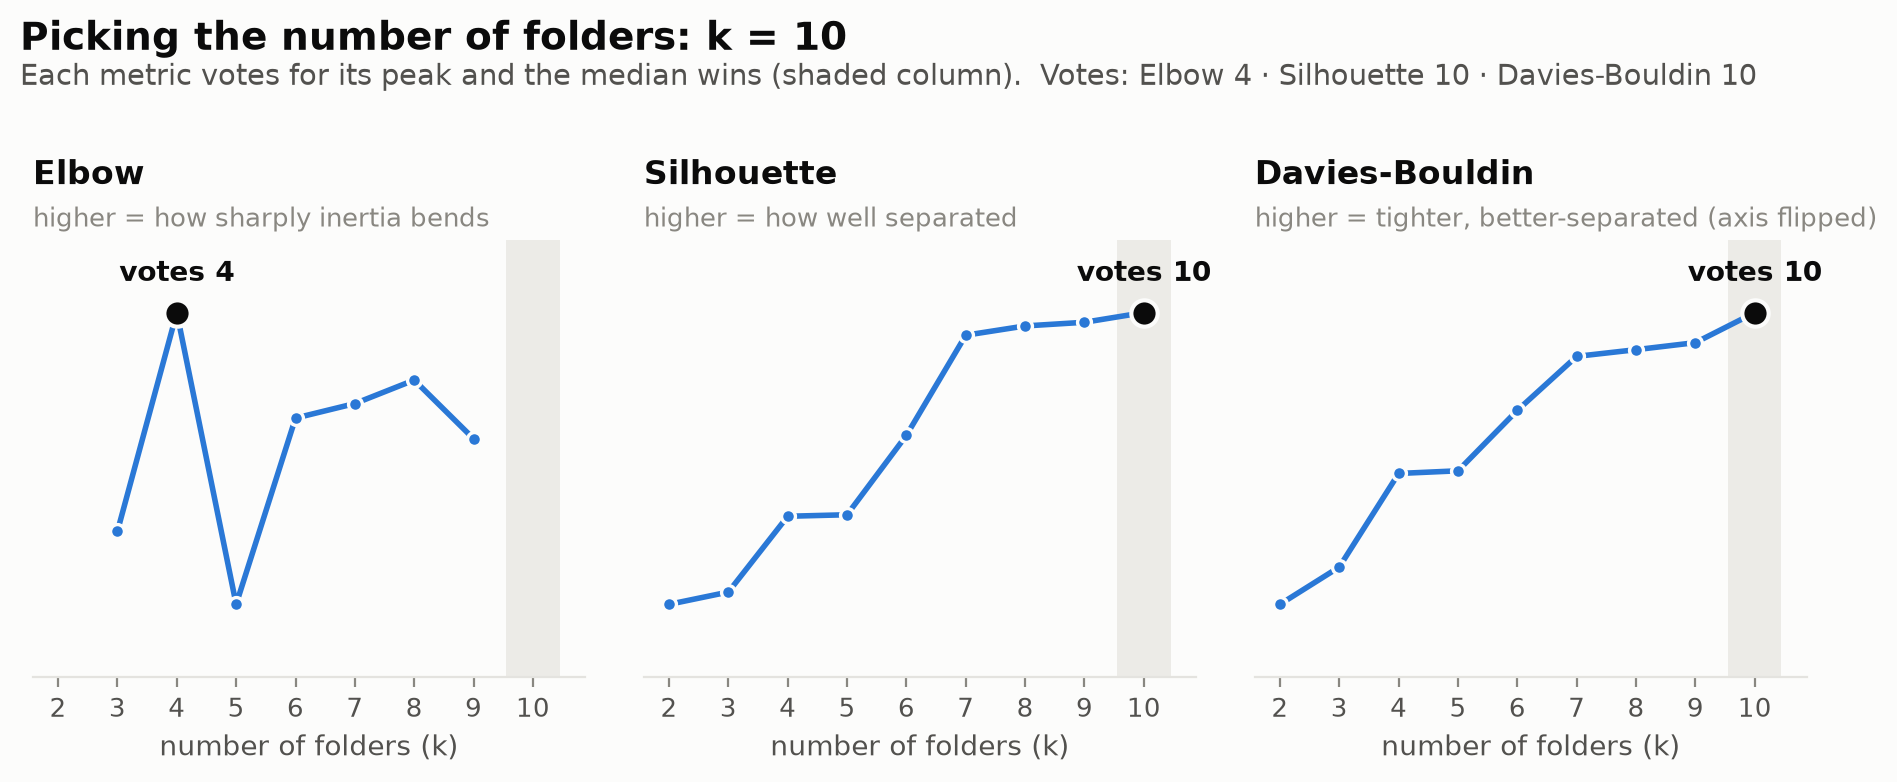 Picking the number of folders: k = 10
Each metric votes for its peak and the median wins (shaded column).  Votes: Elbow 4 · Silhouette 10 · Davies-Bouldin 10
Elbow
higher = how sharply inertia bends
votes 4
2 3 4 5 6 7 8 9 10
number of folders (k)
Silhouette
higher = how well separated
votes 10
2 3 4 5 6 7 8 9 10
number of folders (k)
Davies-Bouldin
higher = tighter, better-separated (axis flipped)
votes 10
2 3 4 5 6 7 8 9 10
number of folders (k)